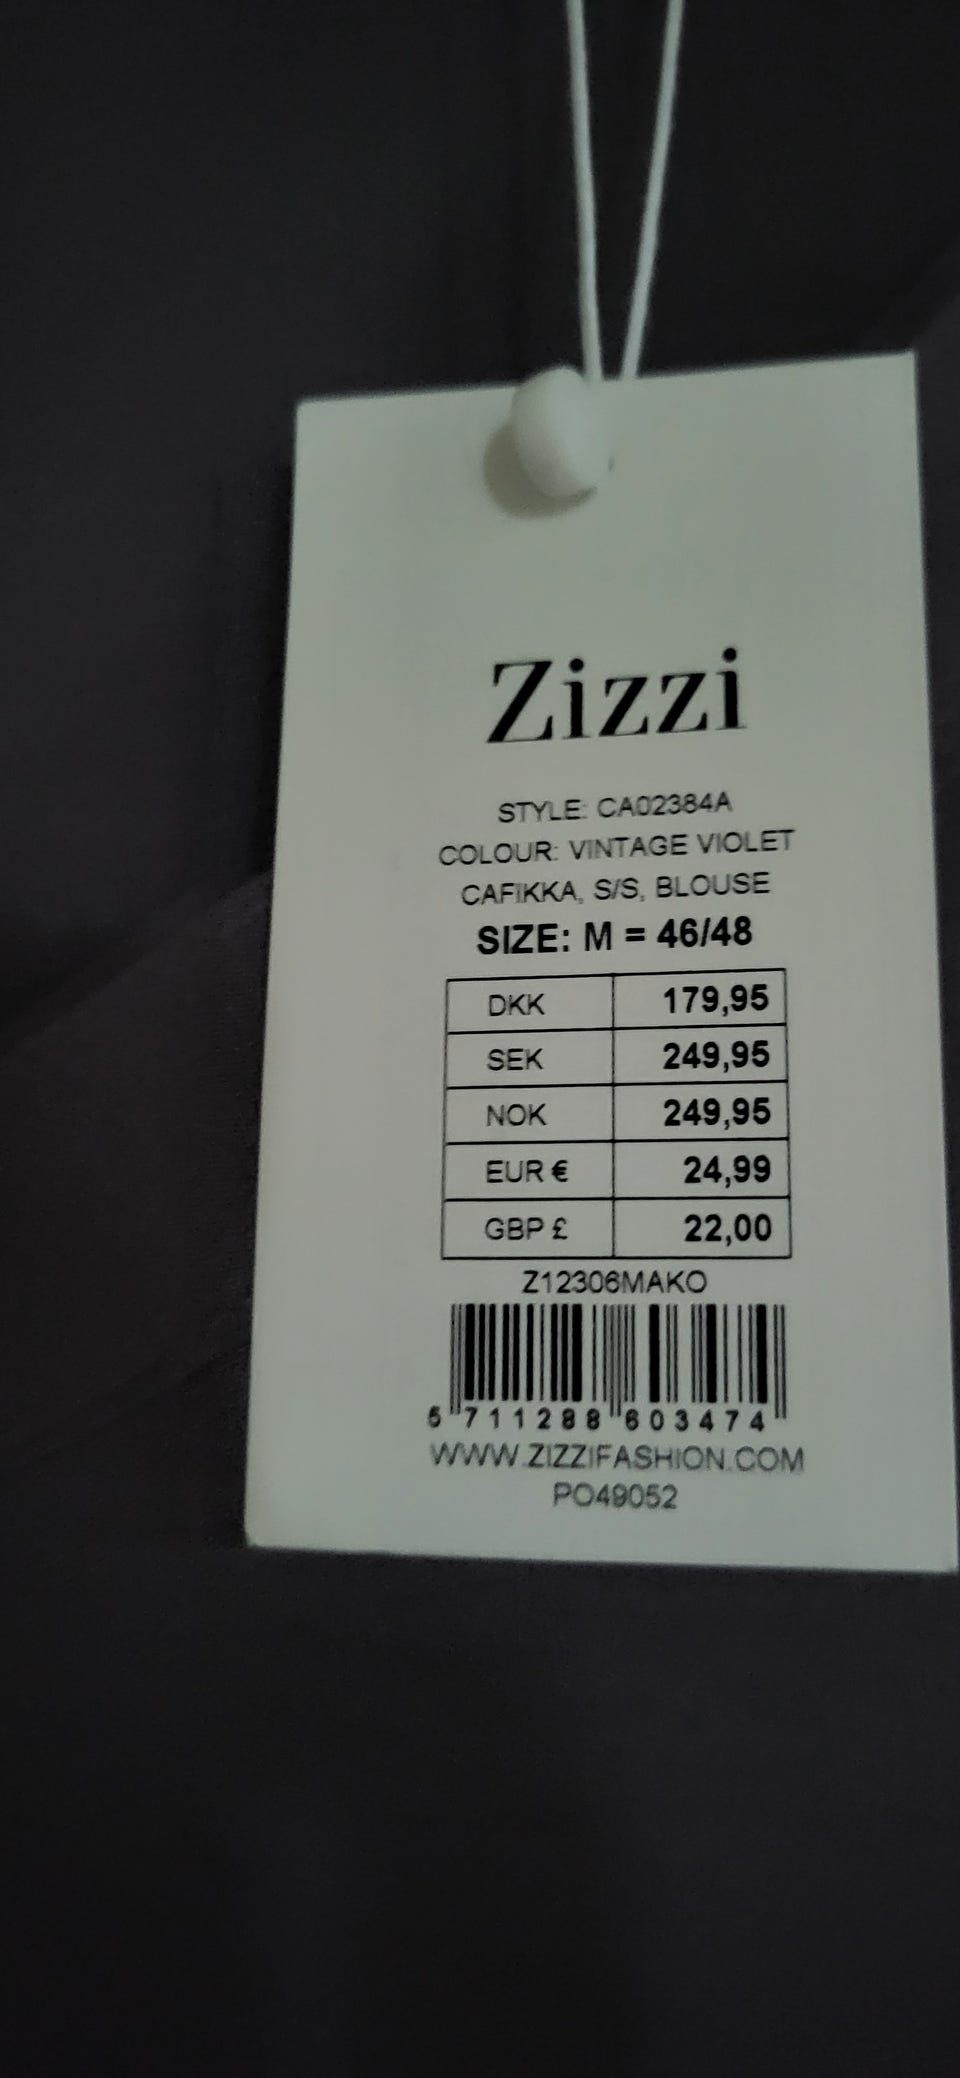 Zizzi
STYLE: CA02384A
COLOUR: VINTAGE VIOLET
CAFIKKA, S/S, BLOUSE
SIZE: M = 46/48
DKK 179,95
SEK 249,95
NOK 249,95
EUR € 24,99
GBP £ 22,00
Z12306MAKO
5 711288 603474
WWW.ZIZZIFASHION.COM
PO49052